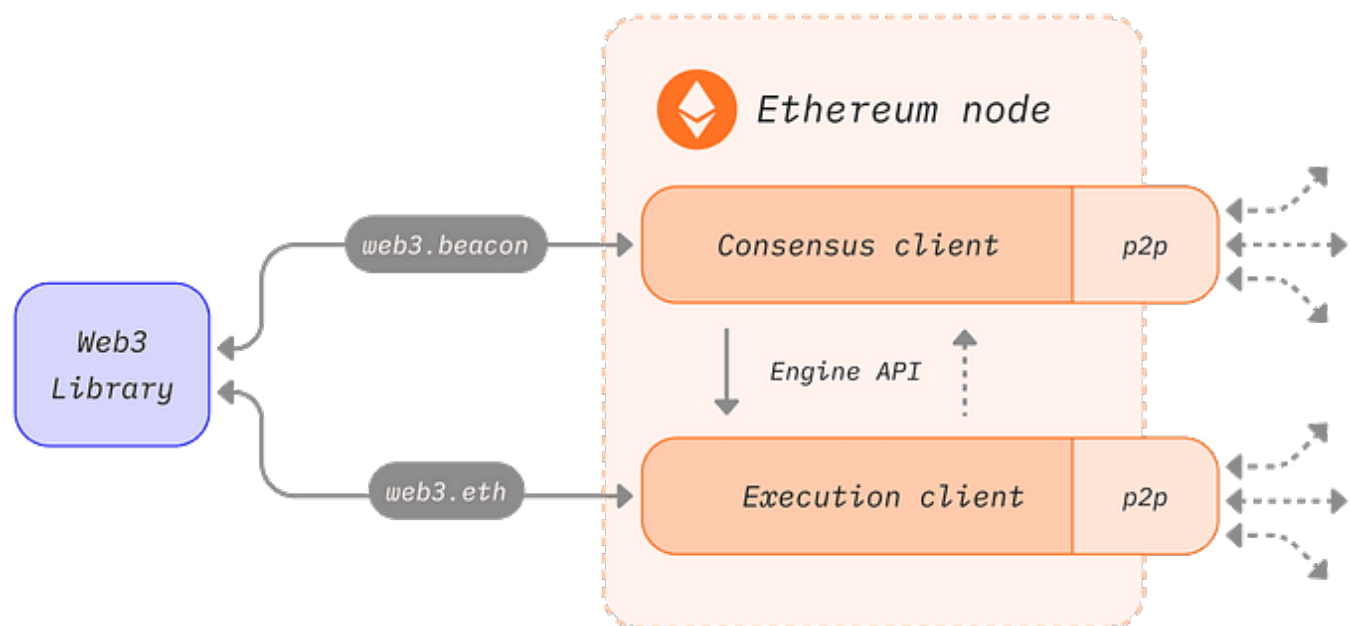 Ethereum node
web3.beacon
Consensus client
p2p
Web3
Library
Engine API
web3.eth
Execution client
p2p